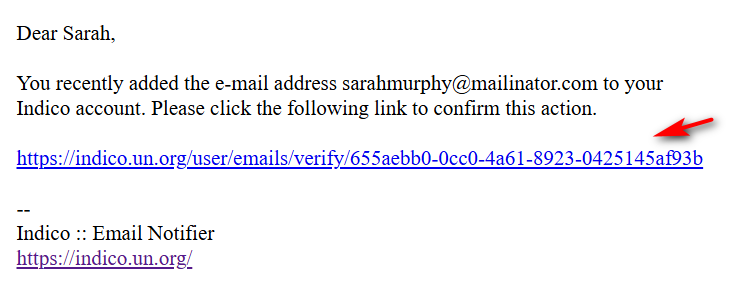 Dear Sarah,
You recently added the e-mail address sarahmurphy@mailinator.com to your
Indico account. Please click the following link to confirm this action.
https://indico.un.org/user/emails/verify/655aebb0-0cc0-4a61-8923-0425145af93b
--
Indico :: Email Notifier
https://indico.un.org/